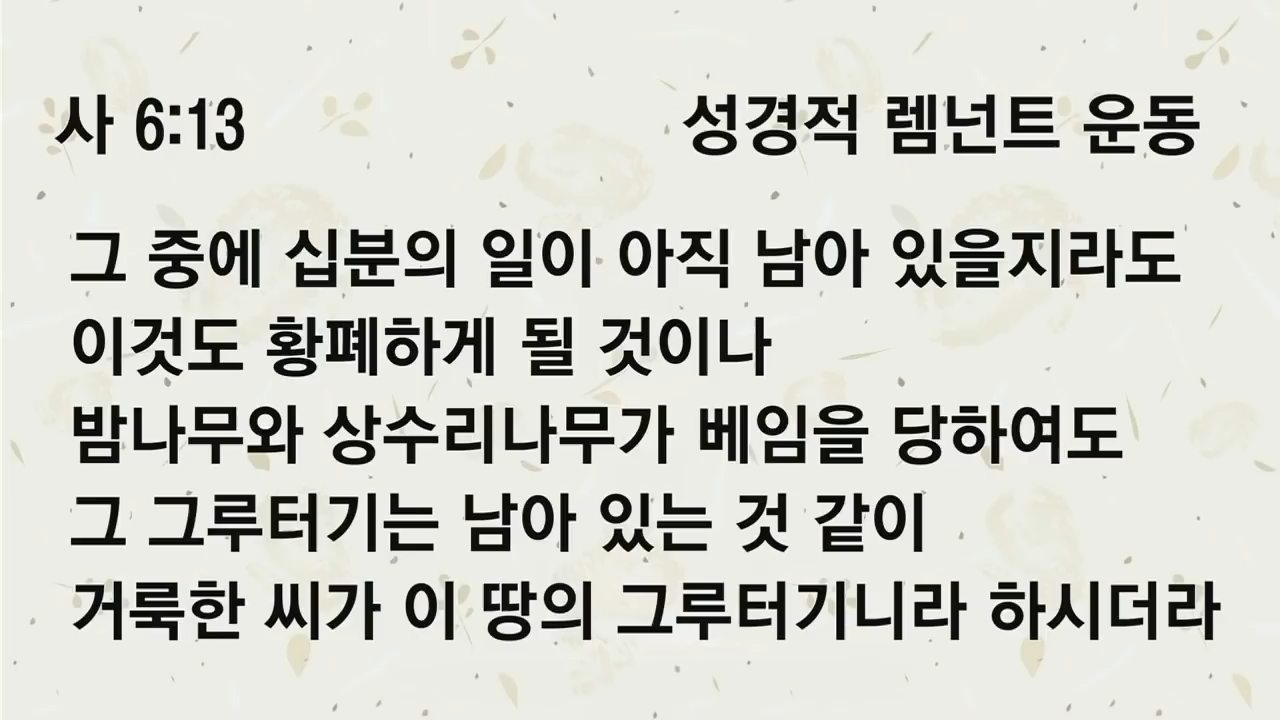 사 6:13 성경적 렘넌트 운동
그 중에 십분의 일이 아직 남아 있을지라도
이것도 황폐하게 될 것이나
밤나무와 상수리나무가 베임을 당하여도
그 그루터기는 남아 있는 것 같이
거룩한 씨가 이 땅의 그루터기니라 하시더라